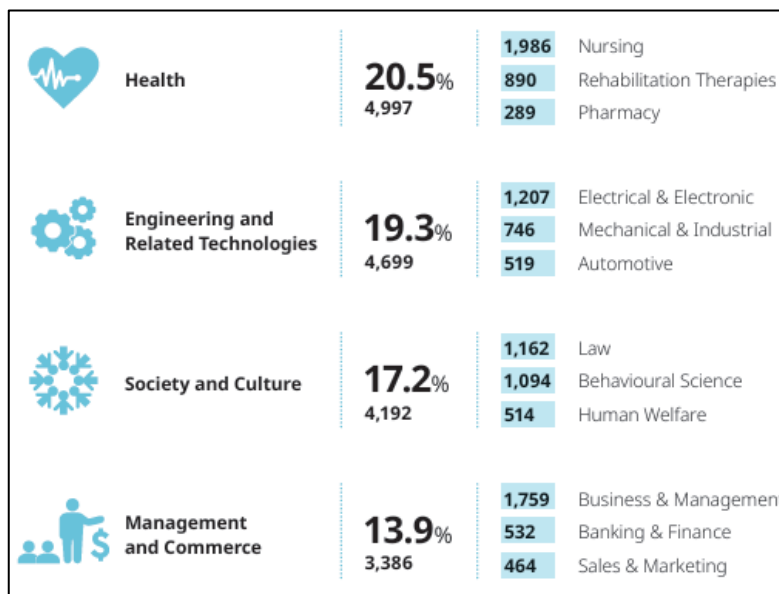 Health
20.5%
4,997
1,986 Nursing
890 Rehabilitation Therapies
289 Pharmacy
Engineering and
Related Technologies
19.3%
4,699
1,207 Electrical & Electronic
746 Mechanical & Industrial
519 Automotive
Society and Culture
17.2%
4,192
1,162 Law
1,094 Behavioural Science
514 Human Welfare
Management
and Commerce
13.9%
3,386
1,759 Business & Management
532 Banking & Finance
464 Sales & Marketing
$